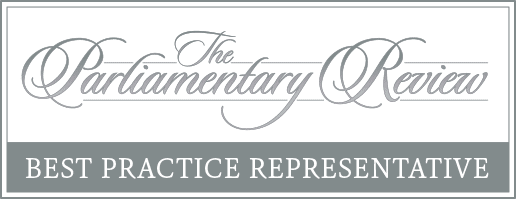 The
Parliamentary Review
BEST PRACTICE REPRESENTATIVE